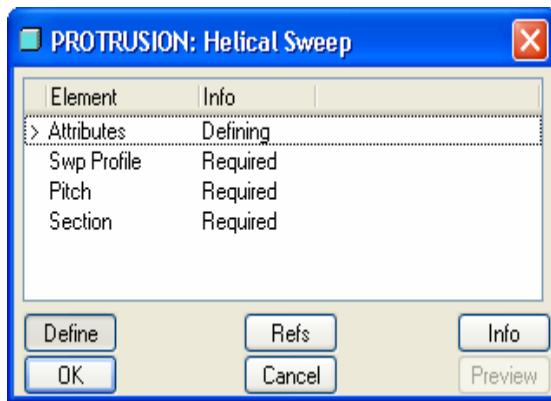 PROTRUSION: Helical Sweep
Element Info
> Attributes Defining
Swp Profile Required
Pitch Required
Section Required
Define Refs Info
OK Cancel Preview